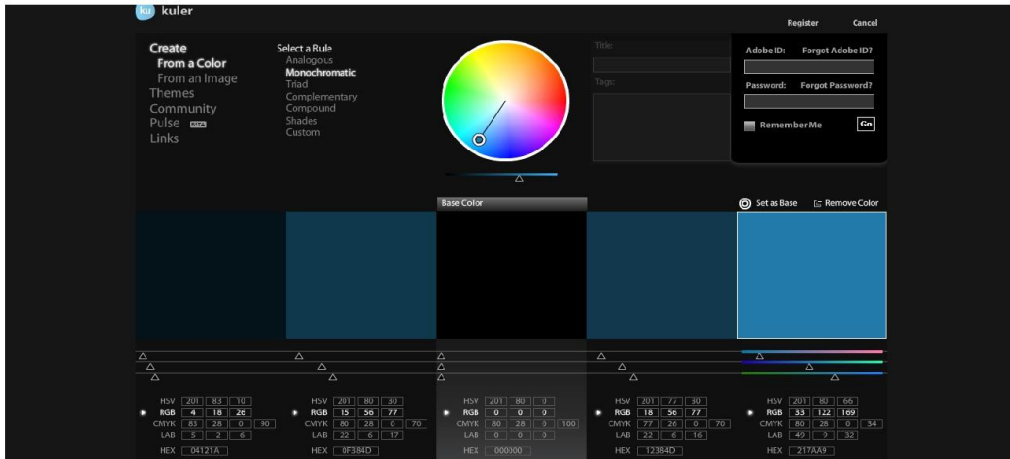 ku kuler
Register Cancel
Create
From a Color
From an Image
Themes
Community
Pulse BETA
Links
Select a Rule
Analogous
Monochromatic
Triad
Complementary
Compound
Shades
Custom
Title:
Tags:
Adobe ID: Forgot Adobe ID?
Password: Forgot Password?
Remember Me Go
Base Color
Set as Base Remove Color
HSV 201 83 10
RGB 4 18 26
CMYK 83 28 0 90
LAB 5 2 6
HEX 04121A
HSV 201 80 30
RGB 15 56 77
CMYK 80 28 0 70
LAB 22 6 17
HEX 0F384D
HSV 201 80 0
RGB 0 0 0
CMYK 80 28 0 100
LAB 0 0 0
HEX 000000
HSV 201 77 30
RGB 18 56 77
CMYK 77 26 0 70
LAB 22 6 16
HEX 12384D
HSV 201 80 66
RGB 33 122 169
CMYK 80 28 0 34
LAB 49 9 32
HEX 217AA9